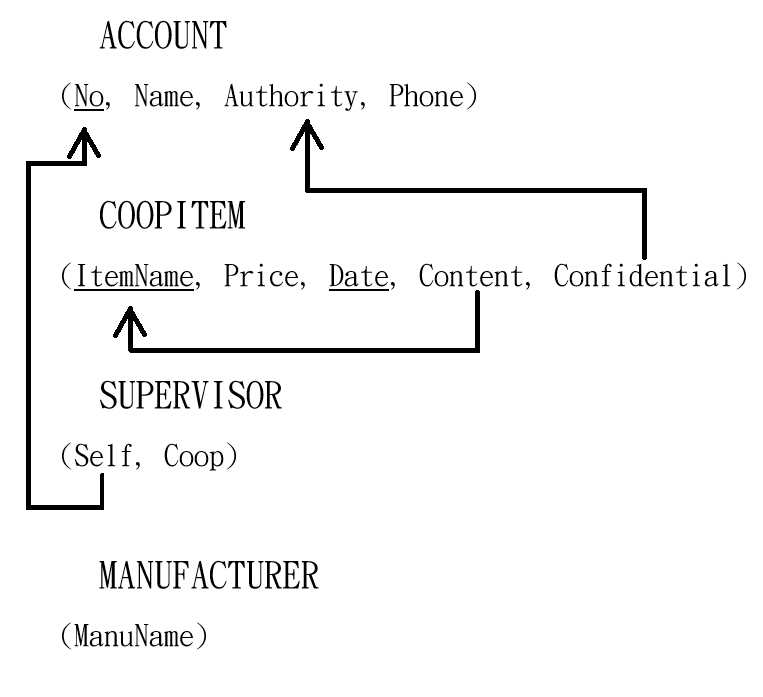 ACCOUNT
(No, Name, Authority, Phone)
COOPITEM
(ItemName, Price, Date, Content, Confidential)
SUPERVISOR
(Self, Coop)
MANUFACTURER
(ManuName)